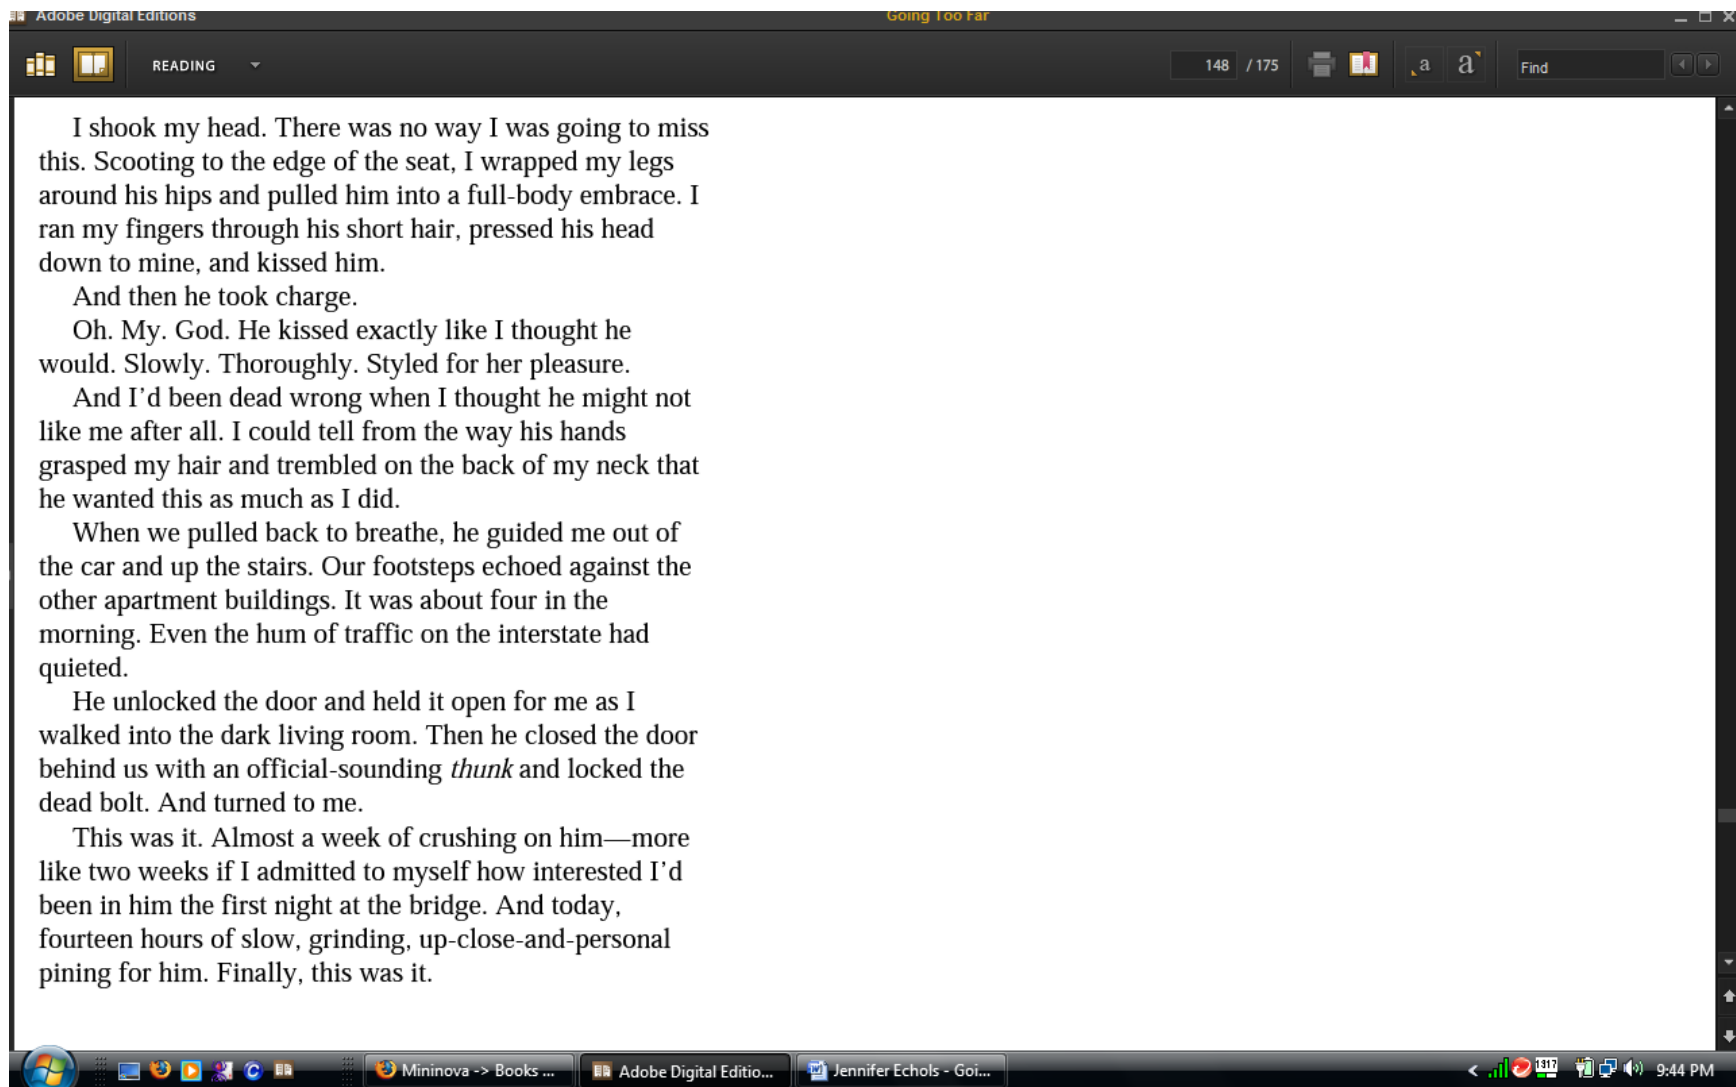 Adobe Digital Editions
Going Too Far
READING
148 / 175
a
a
Find
I shook my head. There was no way I was going to miss
this. Scooting to the edge of the seat, I wrapped my legs
around his hips and pulled him into a full-body embrace. I
ran my fingers through his short hair, pressed his head
down to mine, and kissed him.
And then he took charge.
Oh. My. God. He kissed exactly like I thought he
would. Slowly. Thoroughly. Styled for her pleasure.
And I’d been dead wrong when I thought he might not
like me after all. I could tell from the way his hands
grasped my hair and trembled on the back of my neck that
he wanted this as much as I did.
When we pulled back to breathe, he guided me out of
the car and up the stairs. Our footsteps echoed against the
other apartment buildings. It was about four in the
morning. Even the hum of traffic on the interstate had
quieted.
He unlocked the door and held it open for me as I
walked into the dark living room. Then he closed the door
behind us with an official-sounding thunk and locked the
dead bolt. And turned to me.
This was it. Almost a week of crushing on him—more
like two weeks if I admitted to myself how interested I’d
been in him the first night at the bridge. And today,
fourteen hours of slow, grinding, up-close-and-personal
pining for him. Finally, this was it.
Mininova -> Books ...
Adobe Digital Editio...
Jennifer Echols - Goi...
9:44 PM